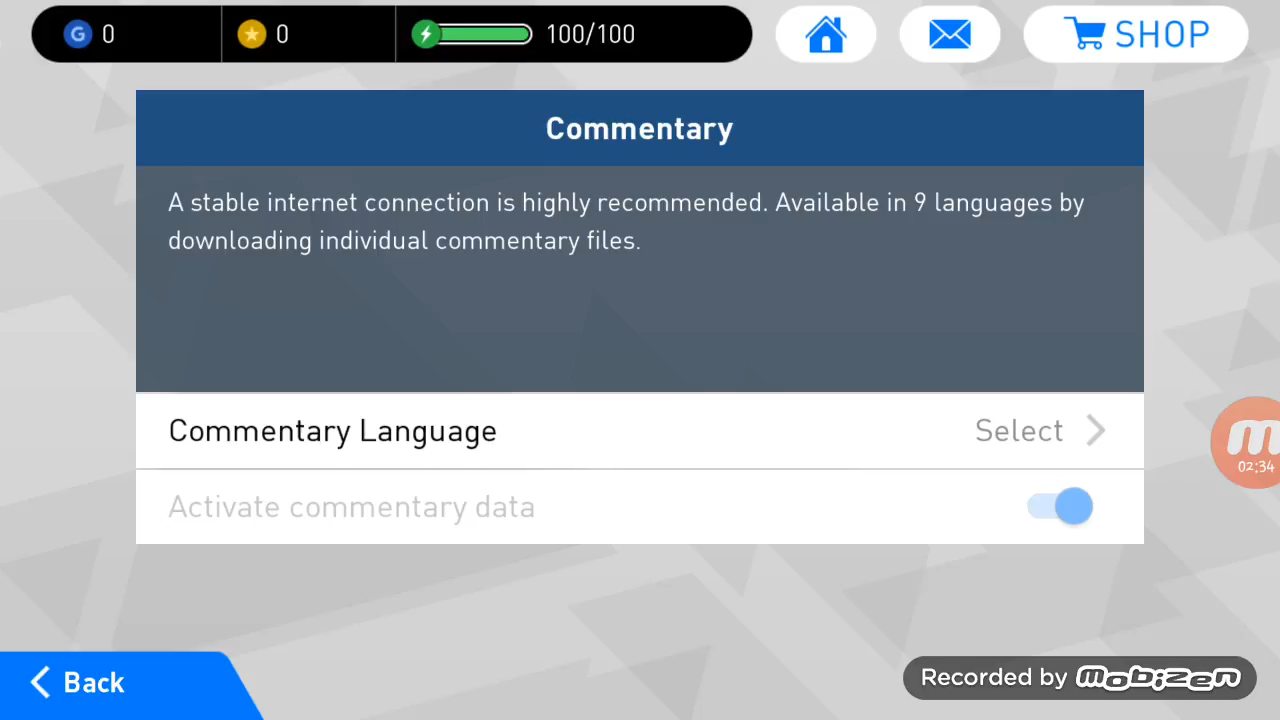 G 0 0 100/100 SHOP
Commentary
A stable internet connection is highly recommended. Available in 9 languages by
downloading individual commentary files.
Commentary Language Select
02:34
Activate commentary data
Back
Recorded by mobizen